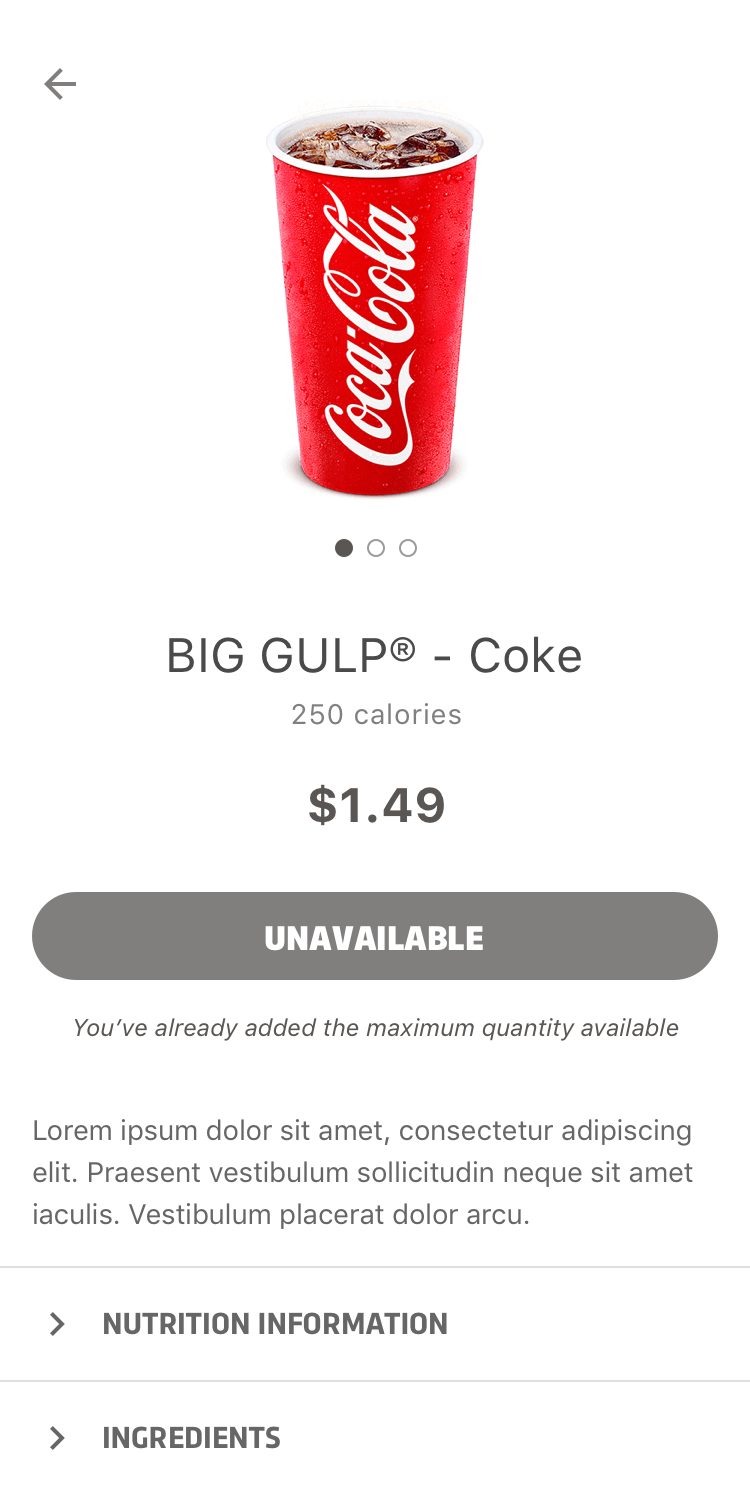 Coca-Cola
BIG GULP® - Coke
250 calories
$1.49
UNAVAILABLE
You’ve already added the maximum quantity available
Lorem ipsum dolor sit amet, consectetur adipiscing
elit. Praesent vestibulum sollicitudin neque sit amet
iaculis. Vestibulum placerat dolor arcu.
NUTRITION INFORMATION
INGREDIENTS